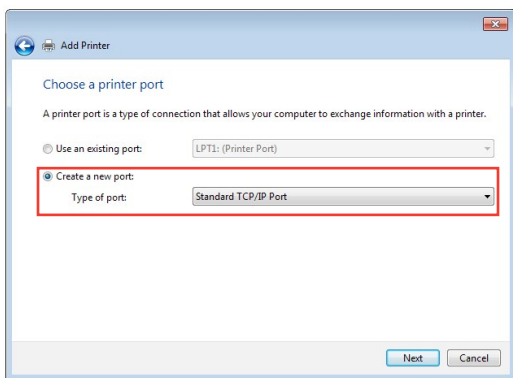 Add Printer
Choose a printer port
A printer port is a type of connection that allows your computer to exchange information with a printer.
Use an existing port: LPT1: (Printer Port)
Create a new port:
Type of port: Standard TCP/IP Port
Next Cancel